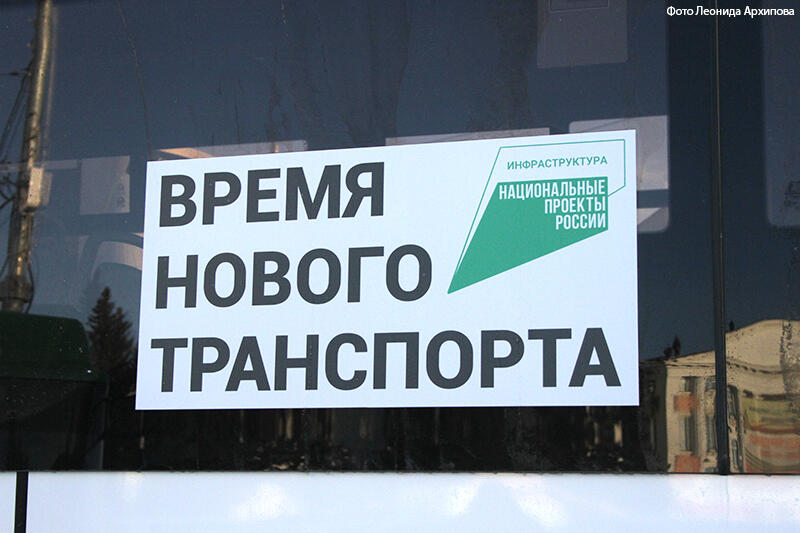 Фото Леонида Архипова
ВРЕМЯ
НОВОГО
ТРАНСПОРТА
ИНФРАСТРУКТУРА
НАЦИОНАЛЬНЫЕ
ПРОЕКТЫ
РОССИИ